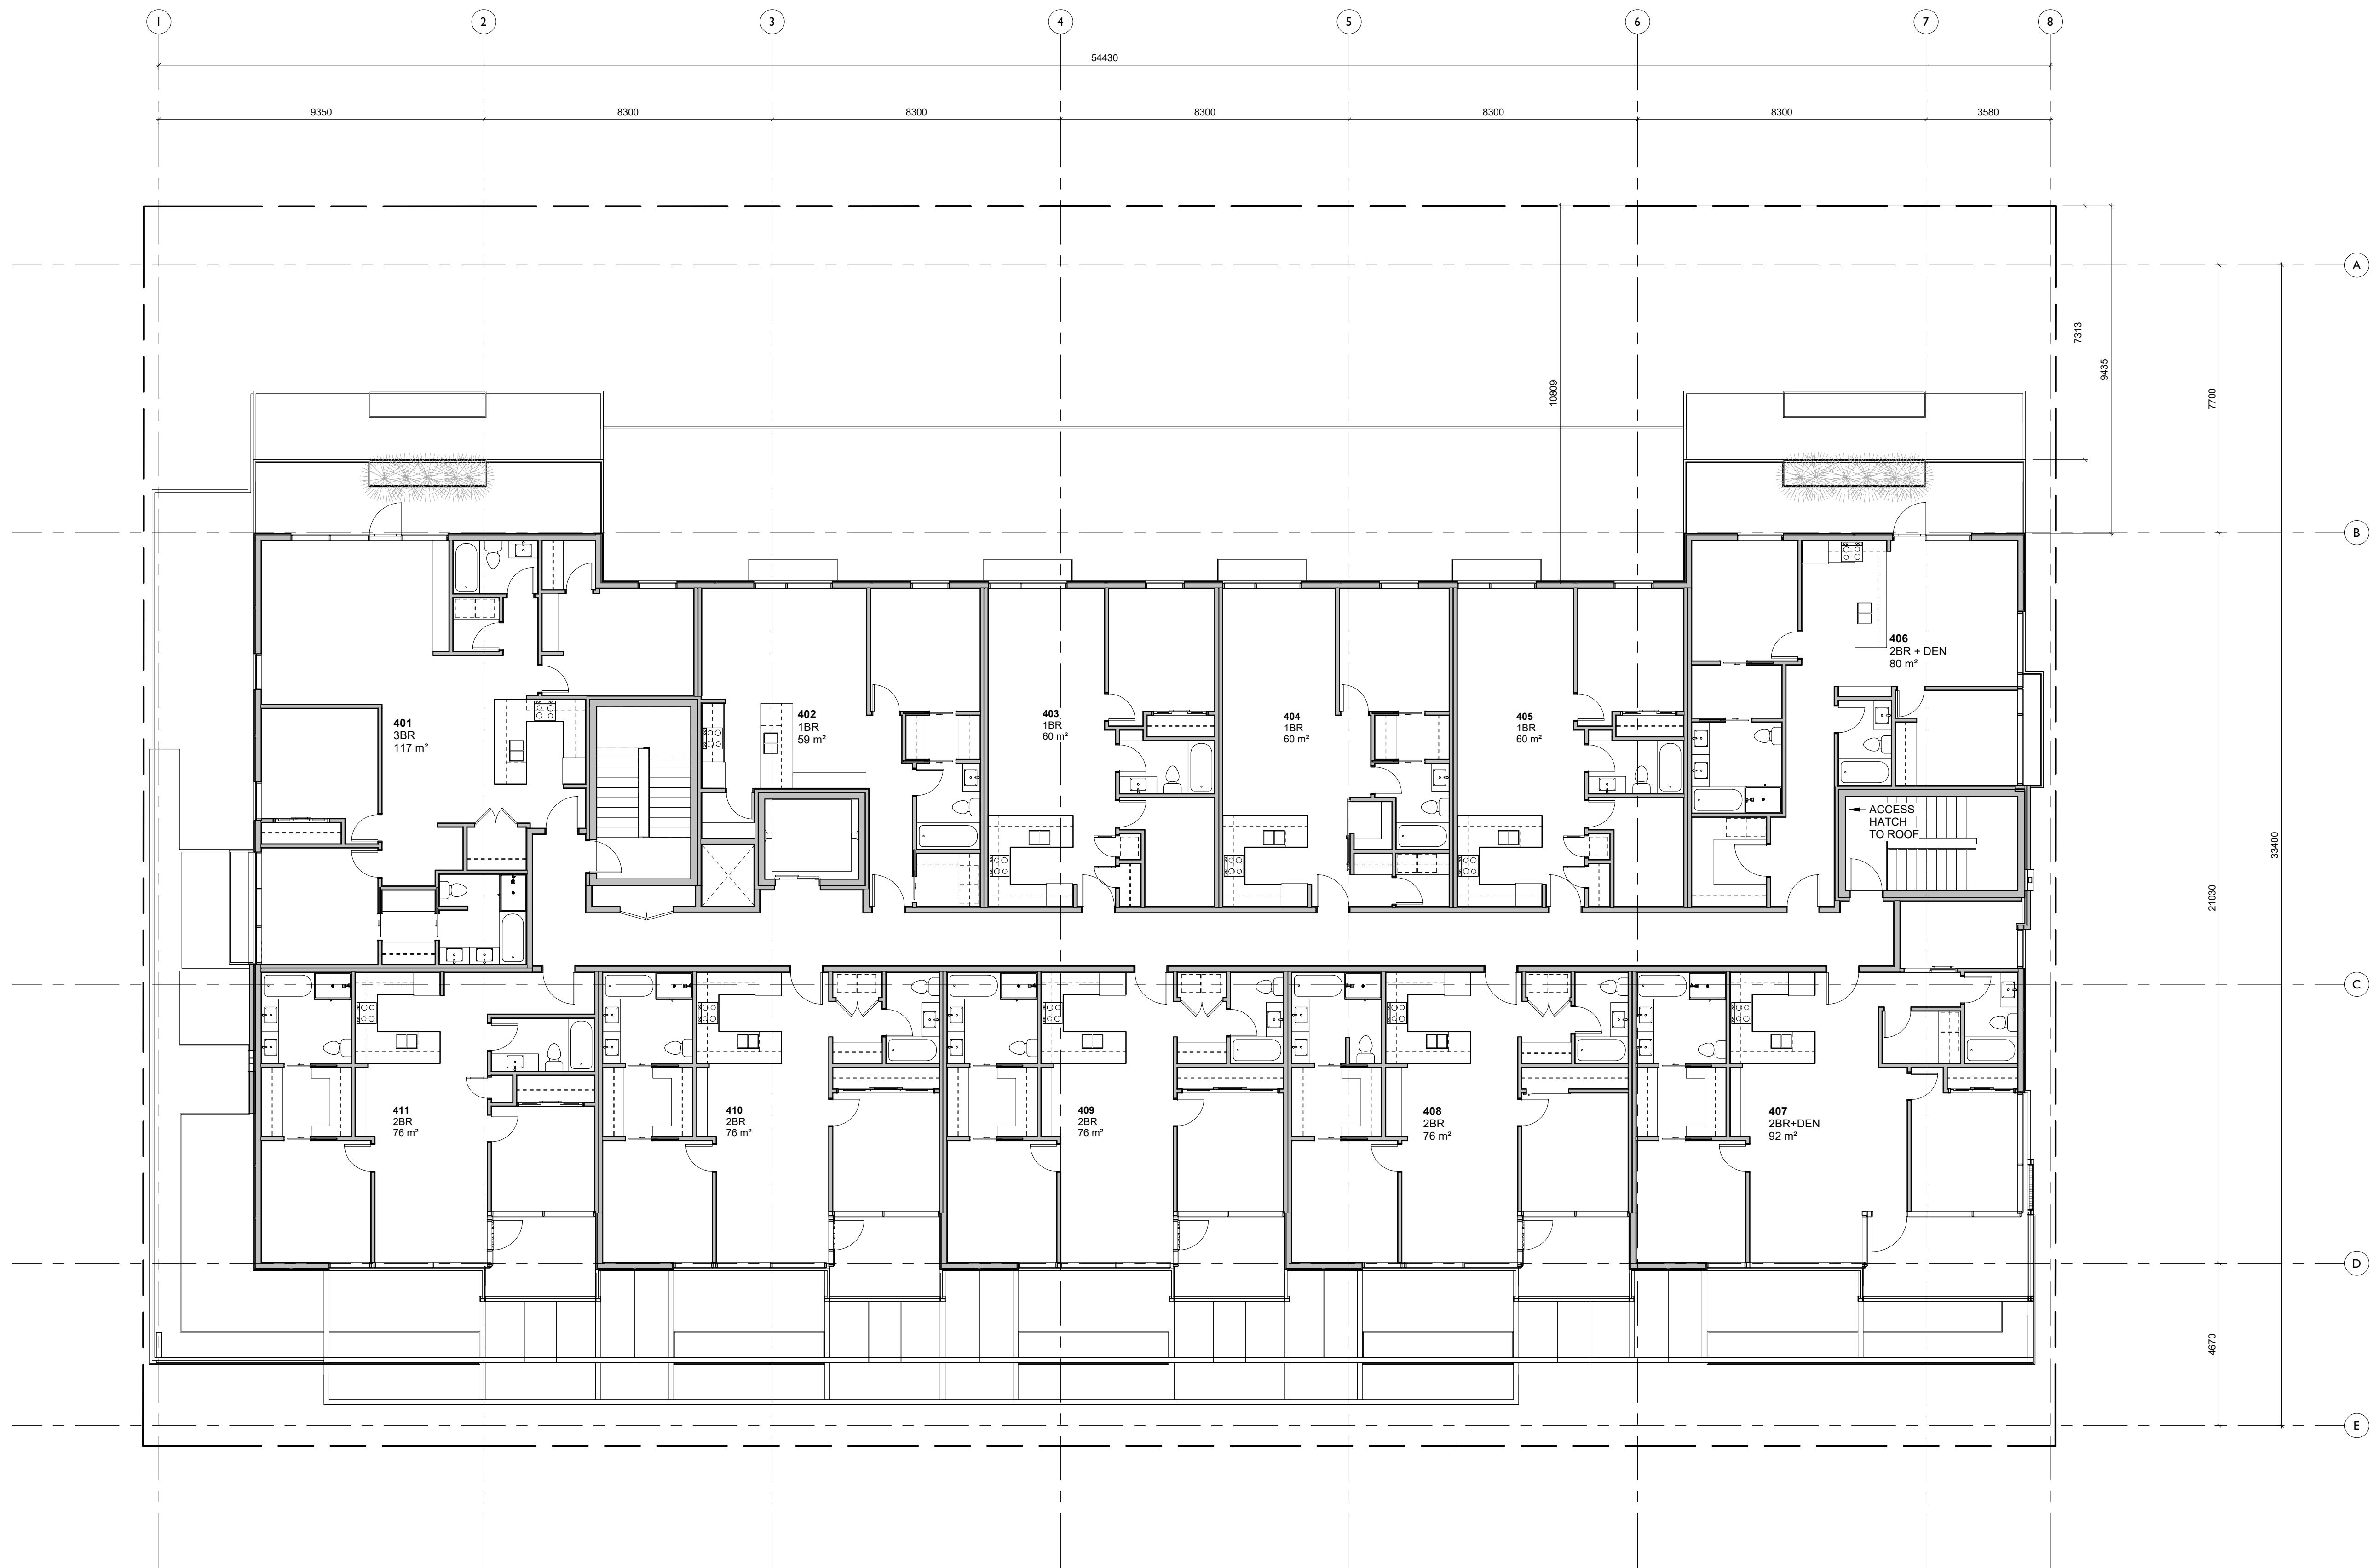 1 2 3 4 5 6 7 8
54430
9350 8300 8300 8300 8300 8300 3580
A
7313
9435
10809
7700
B
406
2BR + DEN
80 m²
401
3BR
117 m²
402
1BR
59 m²
403
1BR
60 m²
404
1BR
60 m²
405
1BR
60 m²
ACCESS
HATCH
TO ROOF
33400
21030
C
411
2BR
76 m²
410
2BR
76 m²
409
2BR
76 m²
408
2BR
76 m²
407
2BR+DEN
92 m²
D
4670
E